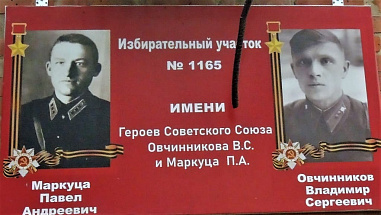 Избирательный участок
№ 1165
ИМЕНИ
Героев Советского Союза
Овчинникова В.С.
и Маркуца П.А.
Маркуца
Павел
Андреевич
Овчинников
Владимир
Сергеевич